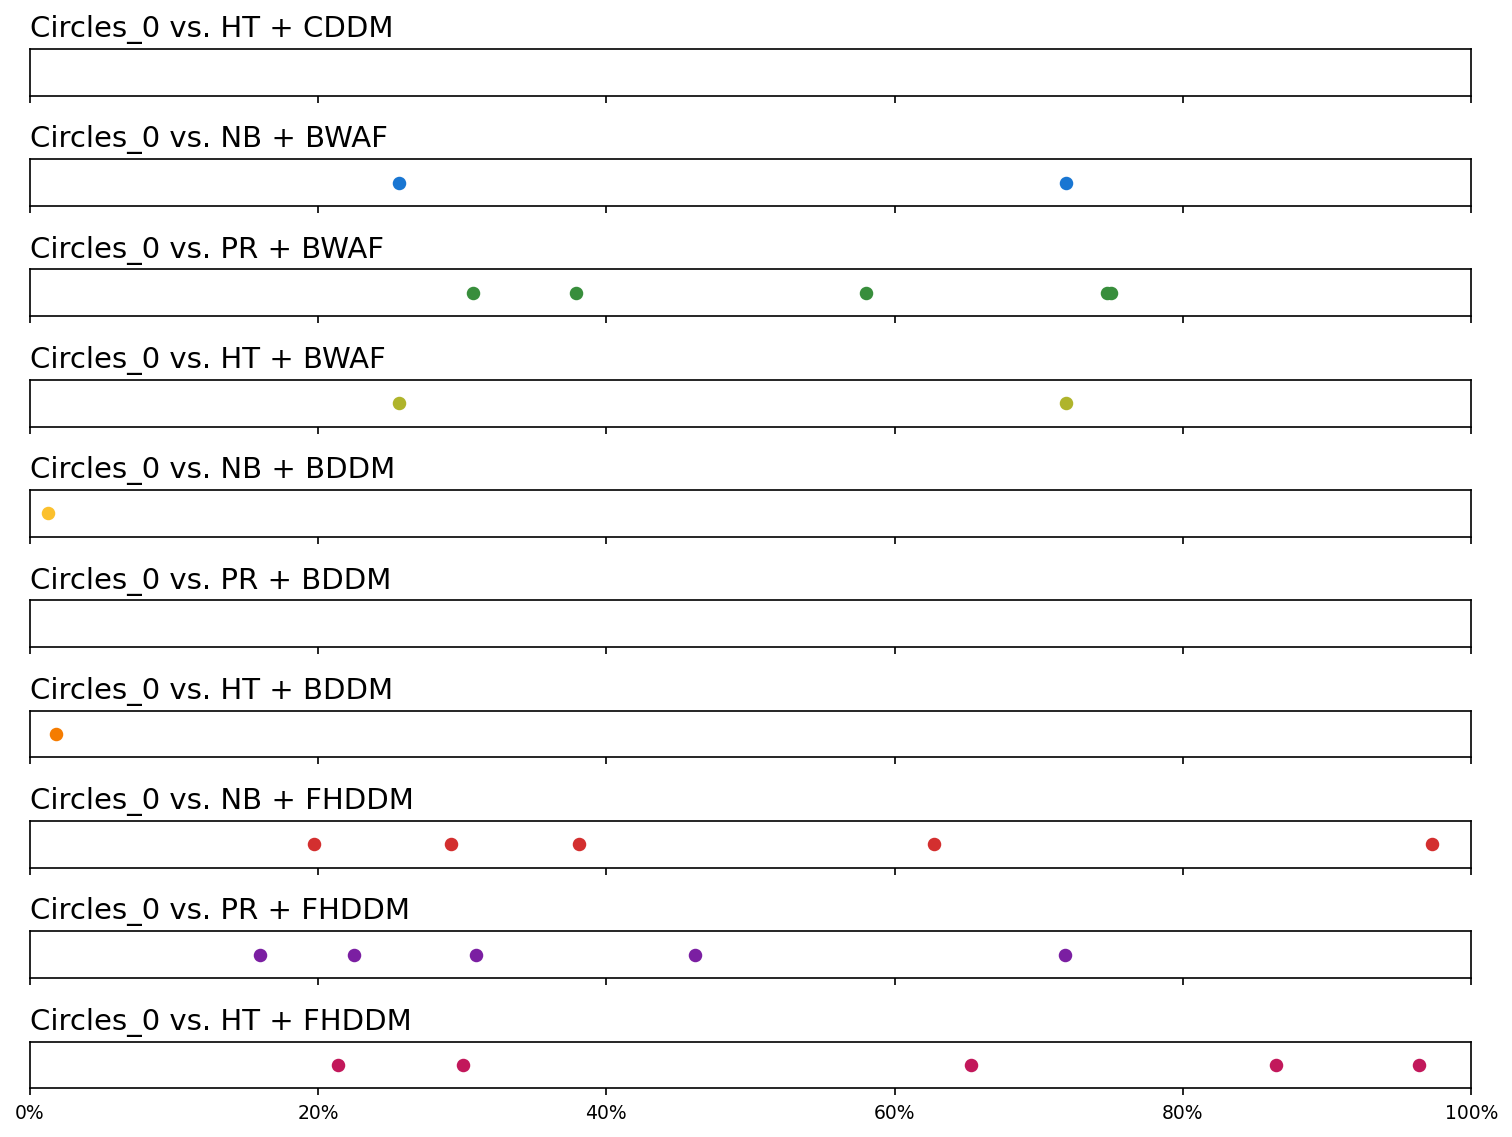 Circles_0 vs. HT + CDDM
Circles_0 vs. NB + BWAF
Circles_0 vs. PR + BWAF
Circles_0 vs. HT + BWAF
Circles_0 vs. NB + BDDM
Circles_0 vs. PR + BDDM
Circles_0 vs. HT + BDDM
Circles_0 vs. NB + FHDDM
Circles_0 vs. PR + FHDDM
Circles_0 vs. HT + FHDDM
0% 20% 40% 60% 80% 100%